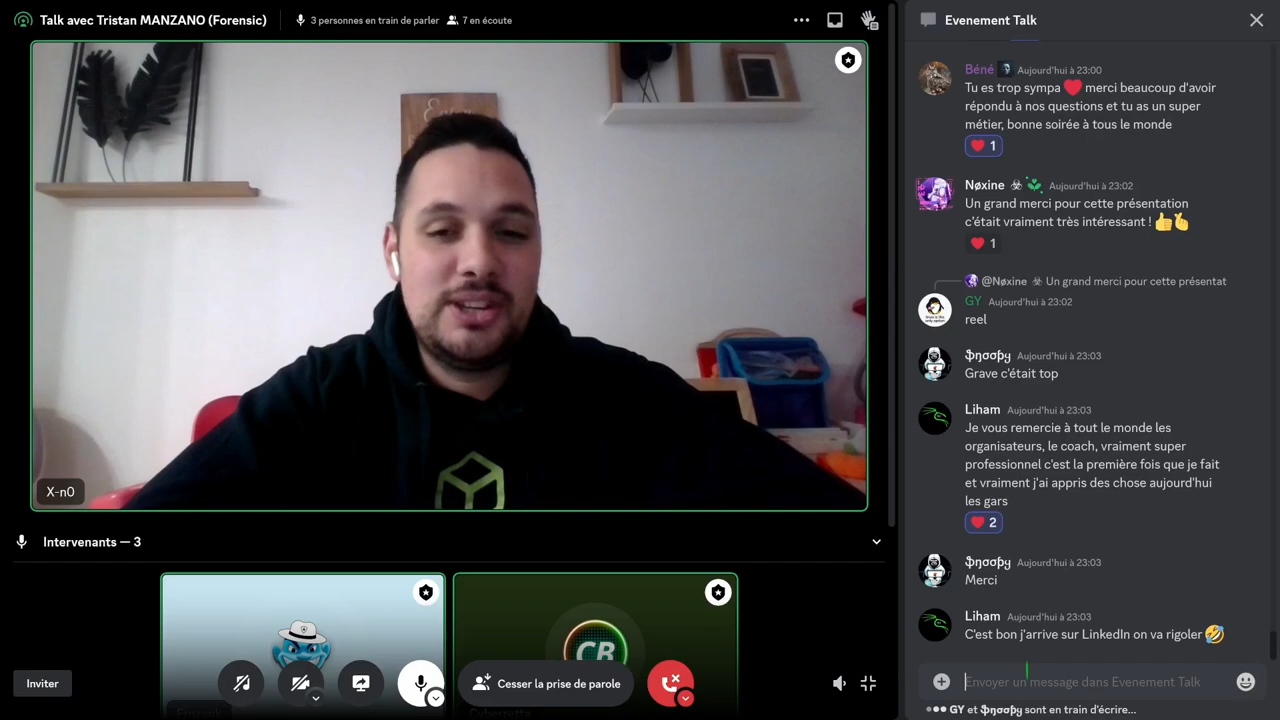 Talk avec Tristan MANZANO (Forensic)
3 personnes en train de parler
7 en écoute
X-n0
Intervenants — 3
CB
Inviter
Cesser la prise de parole
Evenement Talk
Béné Aujourd'hui à 23:00
Tu es trop sympa ❤️ merci beaucoup d'avoir
répondu à nos questions et tu as un super
métier, bonne soirée à tous le monde
❤️ 1
Nøxine ☣ Aujourd'hui à 23:02
Un grand merci pour cette présentation
c'était vraiment très intéressant !
❤️ 1
@Nøxine ☣ Un grand merci pour cette présentat
GY Aujourd'hui à 23:02
reel
Aujourd'hui à 23:03
Grave c'était top
Liham Aujourd'hui à 23:03
Je vous remercie à tout le monde les
organisateurs, le coach, vraiment super
professionnel c'est la première fois que je fait
et vraiment j'ai appris des chose aujourd'hui
les gars
❤️ 2
Aujourd'hui à 23:03
Merci
Liham Aujourd'hui à 23:03
C'est bon j'arrive sur LinkedIn on va rigoler 🤣
Envoyer un message dans Evenement Talk
GY et sont en train d'écrire...